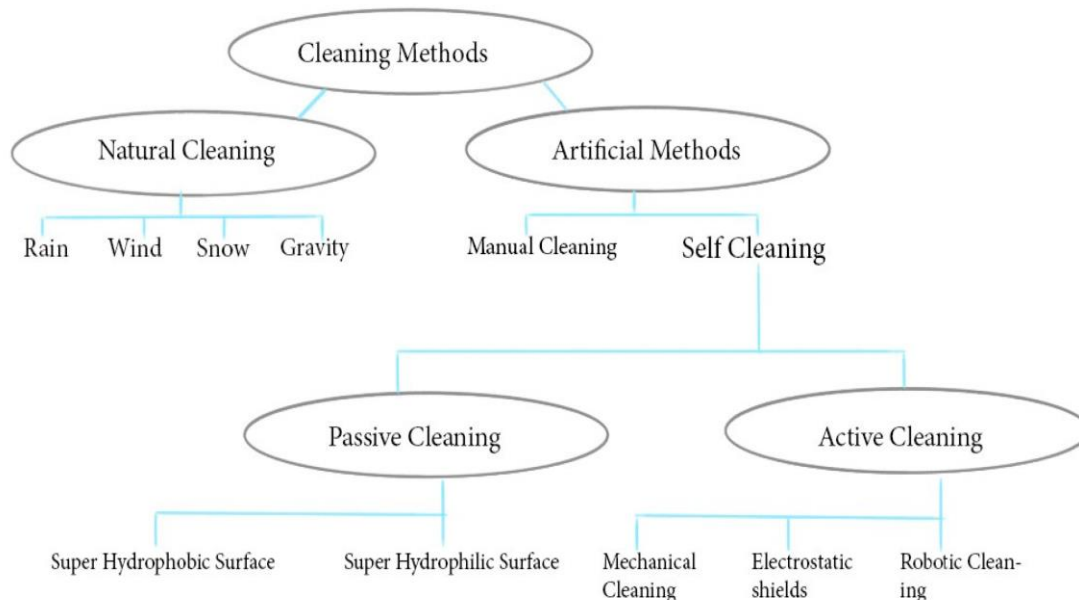 Cleaning Methods
Natural Cleaning
Artificial Methods
Rain
Wind
Snow
Gravity
Manual Cleaning
Self Cleaning
Passive Cleaning
Active Cleaning
Super Hydrophobic Surface
Super Hydrophilic Surface
Mechanical
Cleaning
Electrostatic
shields
Robotic Clean-
ing